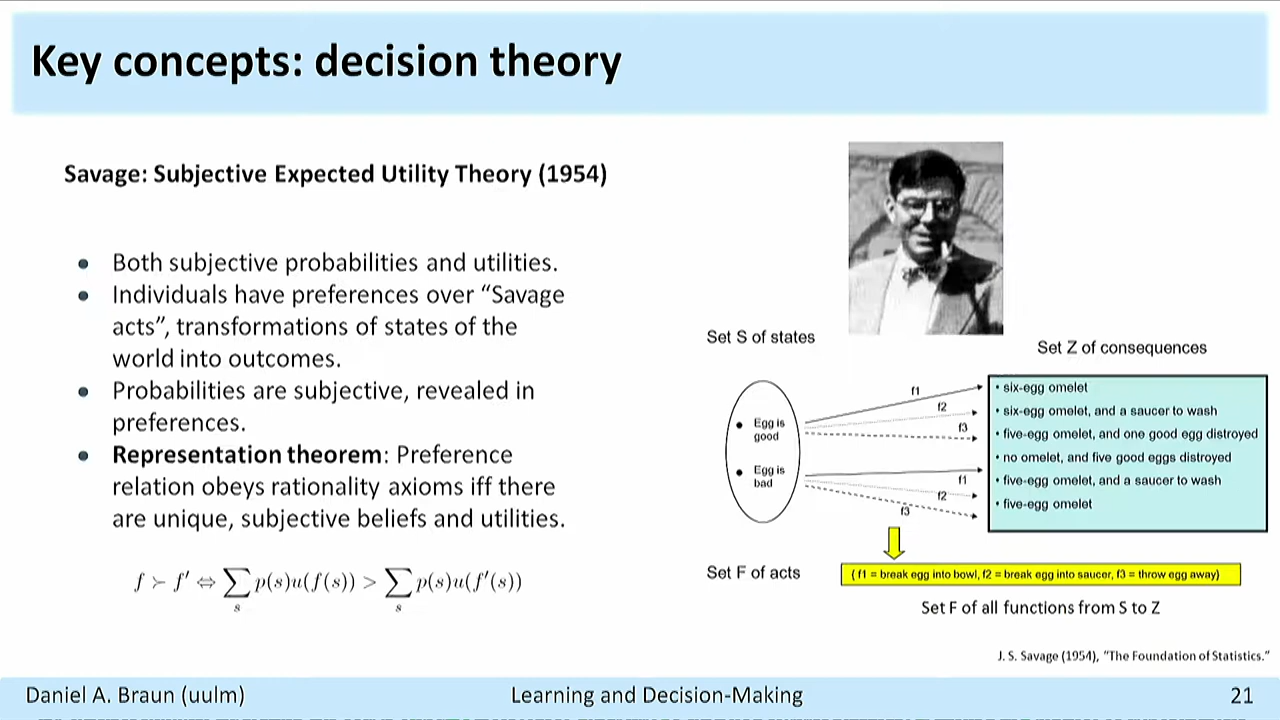 Key concepts: decision theory
Savage: Subjective Expected Utility Theory (1954)
• Both subjective probabilities and utilities.
• Individuals have preferences over “Savage
acts”, transformations of states of the
world into outcomes.
• Probabilities are subjective, revealed in
preferences.
• Representation theorem: Preference
relation obeys rationality axioms iff there
are unique, subjective beliefs and utilities.
f ≻ f′ ⇔ ∑ₛ p(s)u(f(s)) > ∑ₛ p(s)u(f′(s))
Set S of states
Set Z of consequences
• Egg is
good
• Egg is
bad
f1
f2
f3
f1
f2
f3
• six-egg omelet
• six-egg omelet, and a saucer to wash
• five-egg omelet, and one good egg distroyed
• no omelet, and five good eggs distroyed
• five-egg omelet, and a saucer to wash
• five-egg omelet
Set F of acts
( f1 = break egg into bowl, f2 = break egg into saucer, f3 = throw egg away)
Set F of all functions from S to Z
J. S. Savage (1954), “The Foundation of Statistics.”
Daniel A. Braun (uulm)
Learning and Decision-Making
21